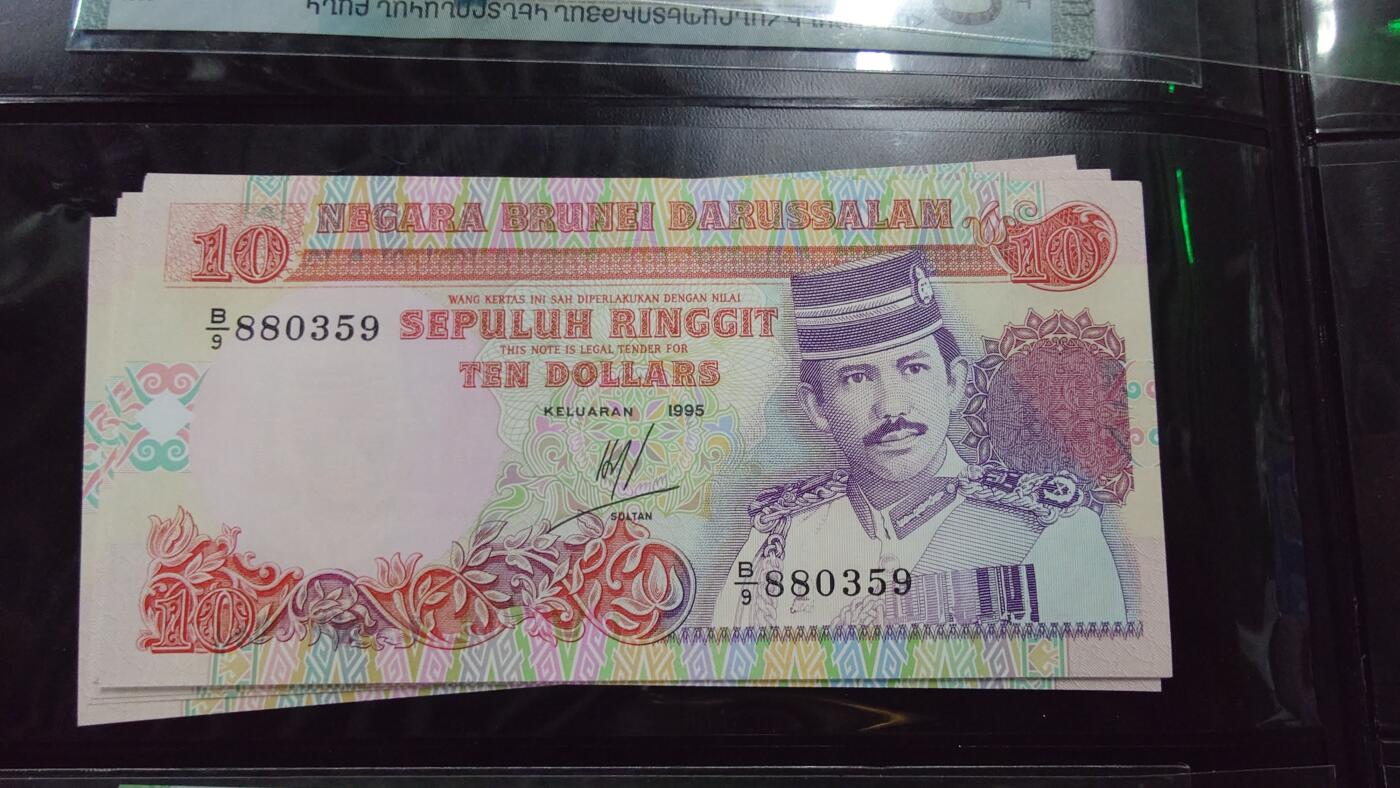 NEGARA BRUNEI DARUSSALAM
10
10
WANG KERTAS INI SAH DIPERLAKUKAN DENGAN NILAI
B/9 880359
SEPULUH RINGGIT
THIS NOTE IS LEGAL TENDER FOR
TEN DOLLARS
KELUARAN 1995
SOLTAN
B/9 880359
10